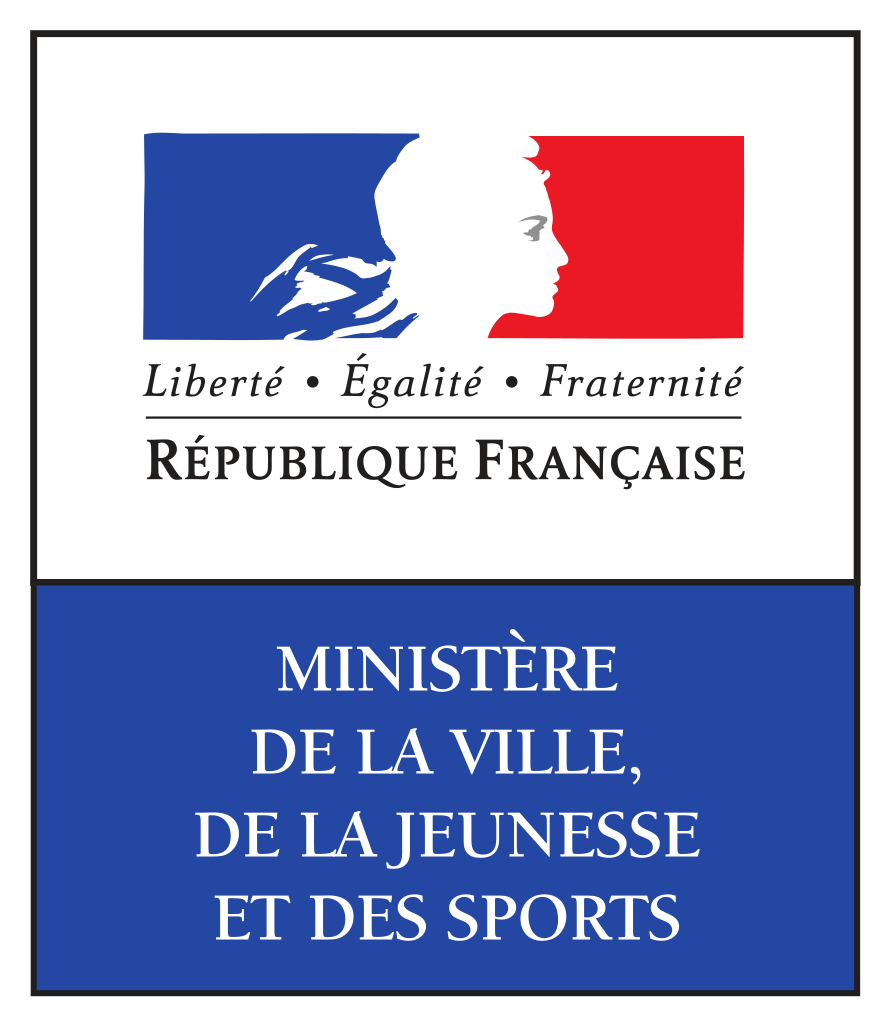 Liberté • Égalité • Fraternité
RÉPUBLIQUE FRANÇAISE
MINISTÈRE
DE LA VILLE,
DE LA JEUNESSE
ET DES SPORTS